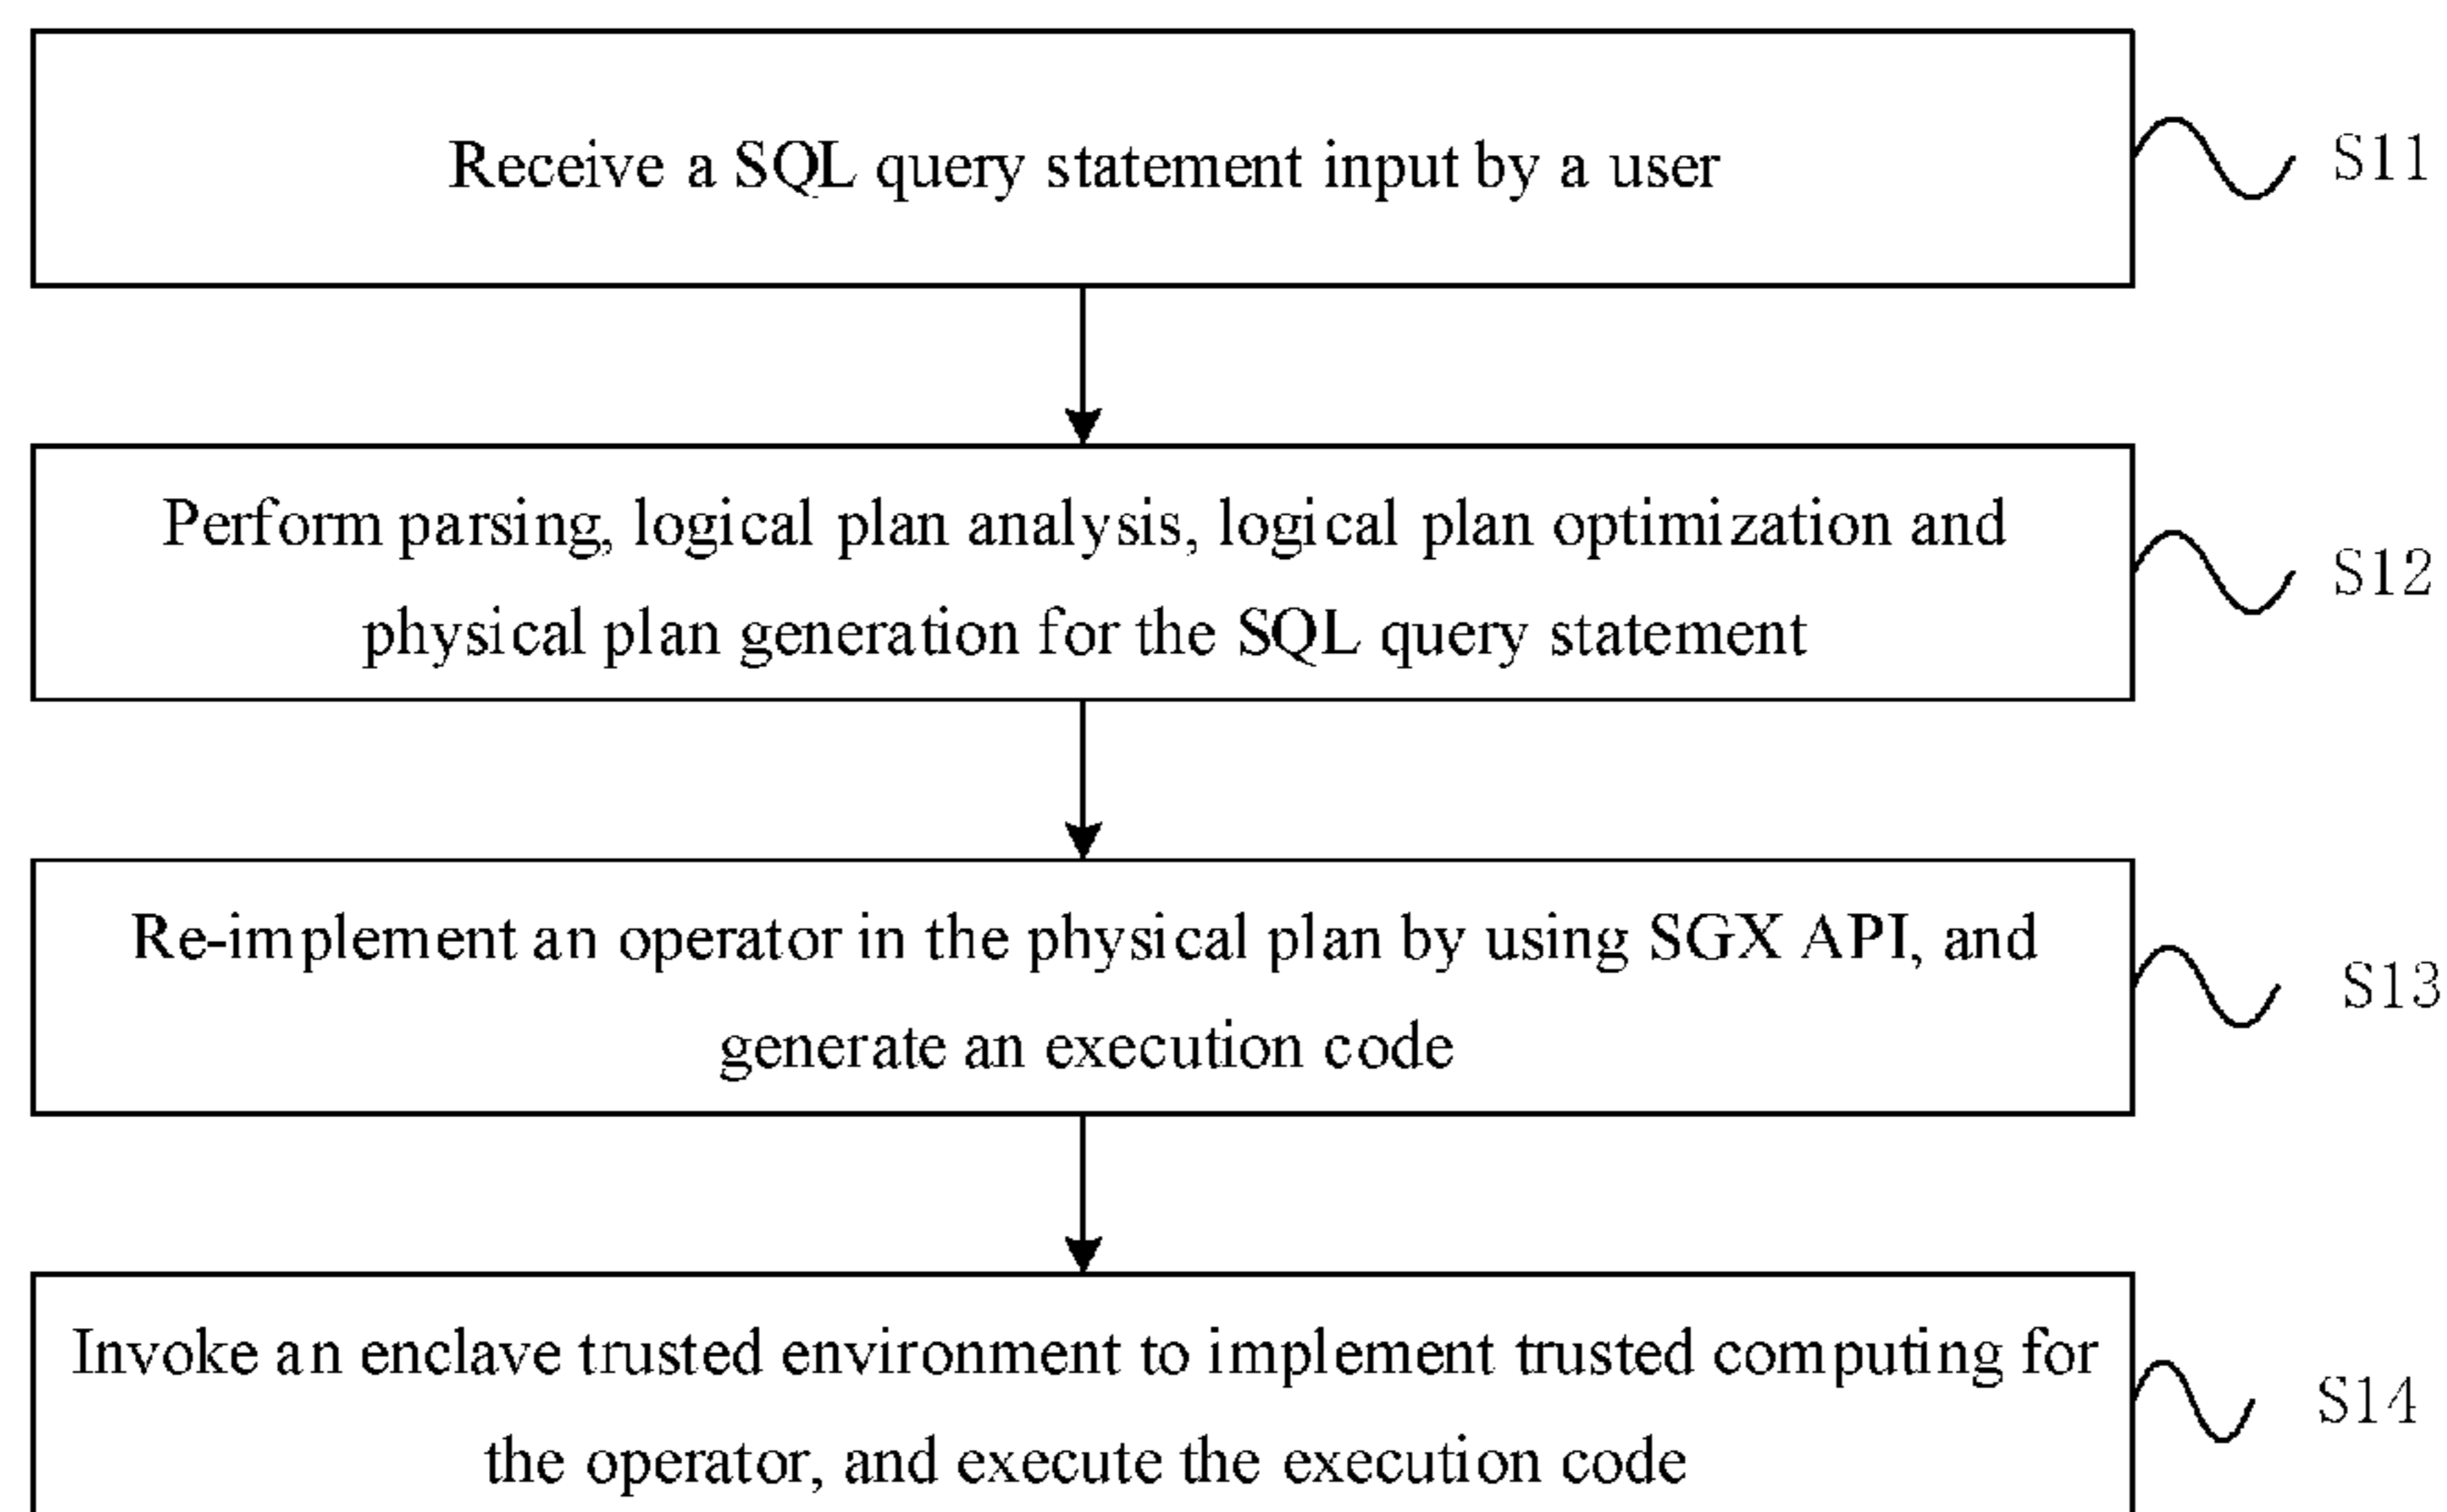 Receive a SQL query statement input by a user
S11
Perform parsing, logical plan analysis, logical plan optimization and
physical plan generation for the SQL query statement
S12
Re-implement an operator in the physical plan by using SGX API, and
generate an execution code
S13
Invoke an enclave trusted environment to implement trusted computing for
the operator, and execute the execution code
S14